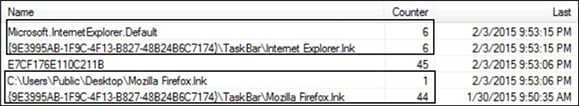 Name Counter Last
Microsoft.InternetExplorer.Default 6 2/3/2015 9:53:15 PM
{9E3995AB-1F9C-4F13-B827-48B24B6C7174}\TaskBar\Internet Explorer.lnk 6 2/3/2015 9:53:15 PM
E7CF176E110C211B 45 2/3/2015 9:53:06 PM
C:\Users\Public\Desktop\Mozilla Firefox.lnk 1 2/3/2015 9:53:06 PM
{9E3995AB-1F9C-4F13-B827-48B24B6C7174}\TaskBar\Mozilla Firefox.lnk 44 1/30/2015 9:50:35 AM